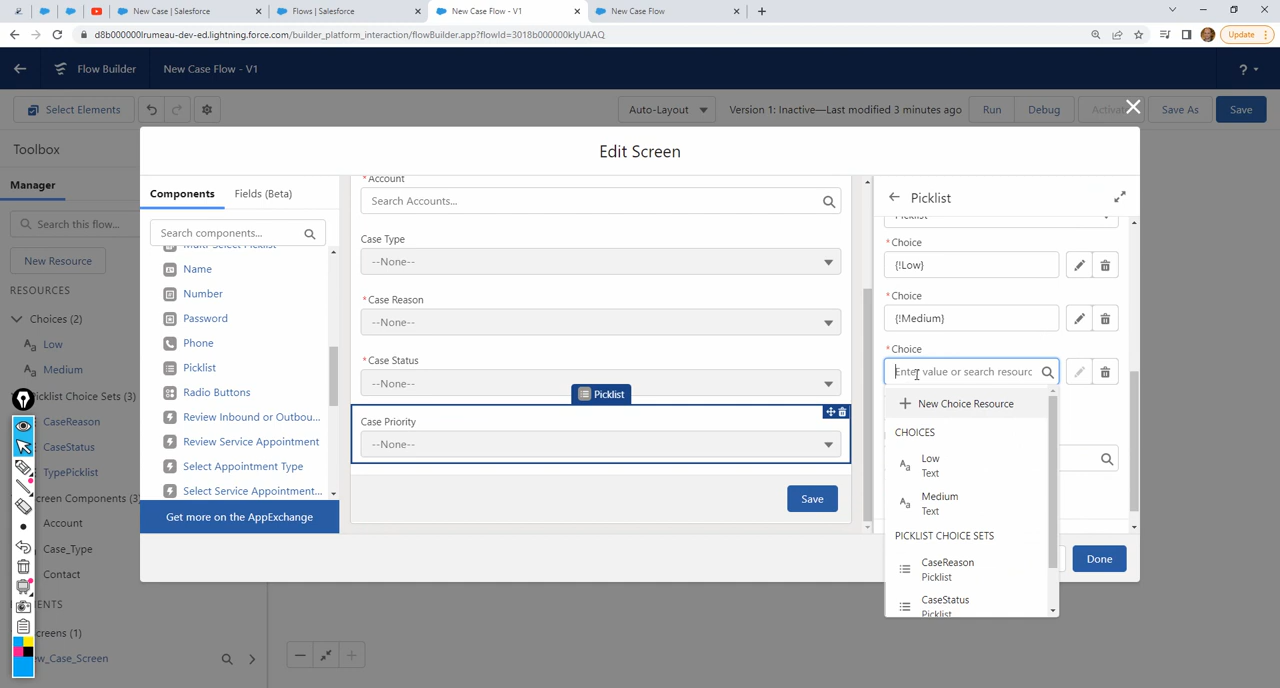 New Case | Salesforce
Flows | Salesforce
New Case Flow - V1
New Case Flow
d8b000000lrumeau-dev-ed.lightning.force.com/builder_platform_interaction/flowBuilder.app?flowId=3018b000000klyUAAQ
Update
Flow Builder
New Case Flow - V1
?
Select Elements
Auto-Layout
Version 1: Inactive—Last modified 3 minutes ago
Run
Debug
Activate
Save As
Save
Toolbox
Manager
Search this flow...
New Resource
RESOURCES
Choices (2)
Low
Medium
Picklist Choice Sets (3)
CaseReason
CaseStatus
TypePicklist
Screen Components (3)
Account
Case_Type
Contact
ELEMENTS
Screens (1)
New_Case_Screen
Edit Screen
Components
Fields (Beta)
Search components...
Multi-Select Picklist
Name
Number
Password
Phone
Picklist
Radio Buttons
Review Inbound or Outbou...
Review Service Appointment
Select Appointment Type
Select Service Appointment...
Get more on the AppExchange
* Account
Search Accounts...
Case Type
--None--
* Case Reason
--None--
* Case Status
--None--
Picklist
Case Priority
--None--
Save
Picklist
Picklist
* Choice
{!Low}
* Choice
{!Medium}
* Choice
Enter value or search resourc
New Choice Resource
CHOICES
Low
Text
Medium
Text
PICKLIST CHOICE SETS
CaseReason
Picklist
CaseStatus
Picklist
Done